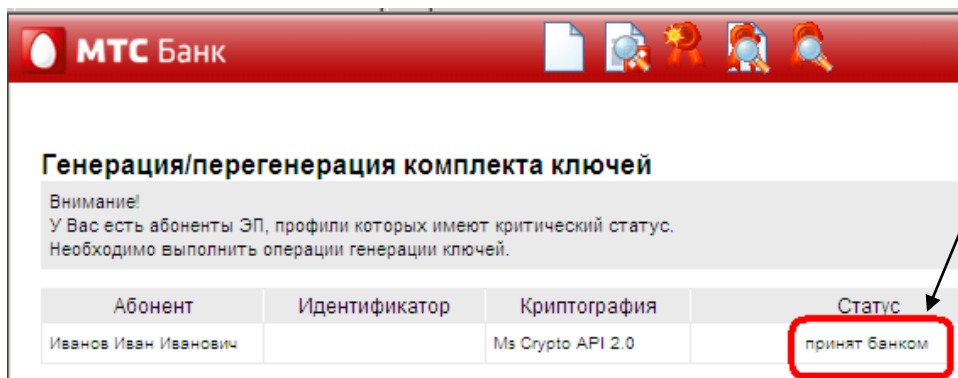 МТС Банк
Генерация/перегенерация комплекта ключей
Внимание!
У Вас есть абоненты ЭП, профили которых имеют критический статус.
Необходимо выполнить операции генерации ключей.
Абонент Идентификатор Криптография Статус
Иванов Иван Иванович Ms Crypto API 2.0 принят банком